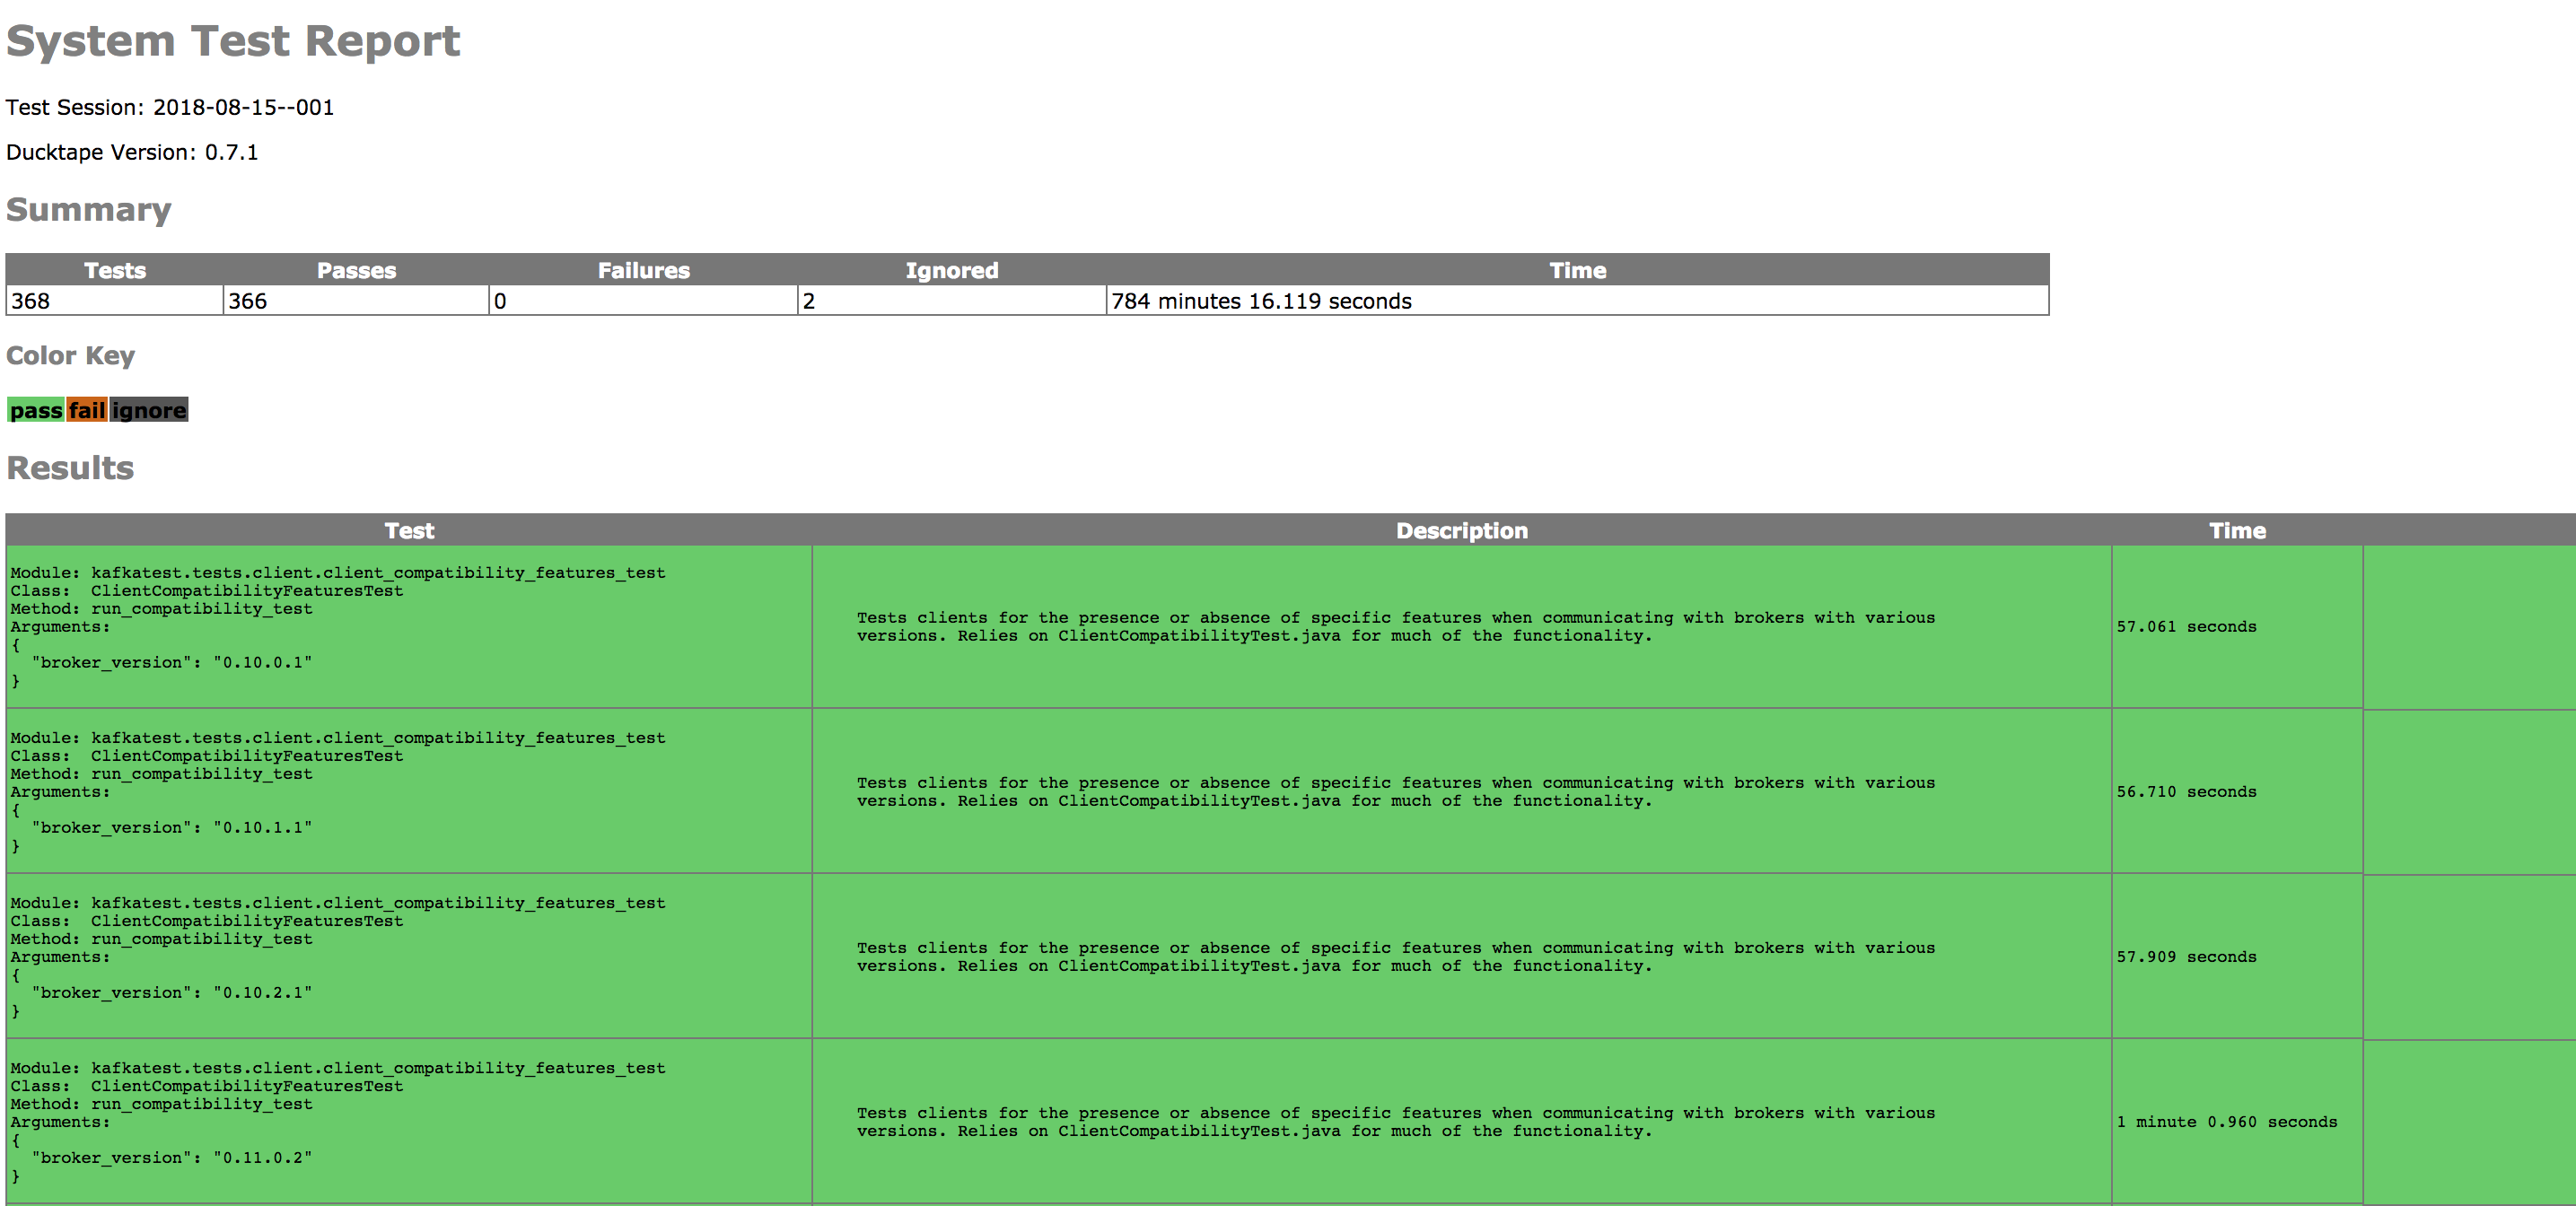 System Test Report
Test Session: 2018-08-15--001
Ducktape Version: 0.7.1
Summary
Tests Passes Failures Ignored Time
368 366 0 2 784 minutes 16.119 seconds
Color Key
pass fail ignore
Results
Test Description Time
Module: kafkatest.tests.client.client_compatibility_features_test
Class:  ClientCompatibilityFeaturesTest
Method: run_compatibility_test
Arguments:
{
  "broker_version": "0.10.0.1"
}
Tests clients for the presence or absence of specific features when communicating with brokers with various
versions. Relies on ClientCompatibilityTest.java for much of the functionality.
57.061 seconds
Module: kafkatest.tests.client.client_compatibility_features_test
Class:  ClientCompatibilityFeaturesTest
Method: run_compatibility_test
Arguments:
{
  "broker_version": "0.10.1.1"
}
Tests clients for the presence or absence of specific features when communicating with brokers with various
versions. Relies on ClientCompatibilityTest.java for much of the functionality.
56.710 seconds
Module: kafkatest.tests.client.client_compatibility_features_test
Class:  ClientCompatibilityFeaturesTest
Method: run_compatibility_test
Arguments:
{
  "broker_version": "0.10.2.1"
}
Tests clients for the presence or absence of specific features when communicating with brokers with various
versions. Relies on ClientCompatibilityTest.java for much of the functionality.
57.909 seconds
Module: kafkatest.tests.client.client_compatibility_features_test
Class:  ClientCompatibilityFeaturesTest
Method: run_compatibility_test
Arguments:
{
  "broker_version": "0.11.0.2"
}
Tests clients for the presence or absence of specific features when communicating with brokers with various
versions. Relies on ClientCompatibilityTest.java for much of the functionality.
1 minute 0.960 seconds